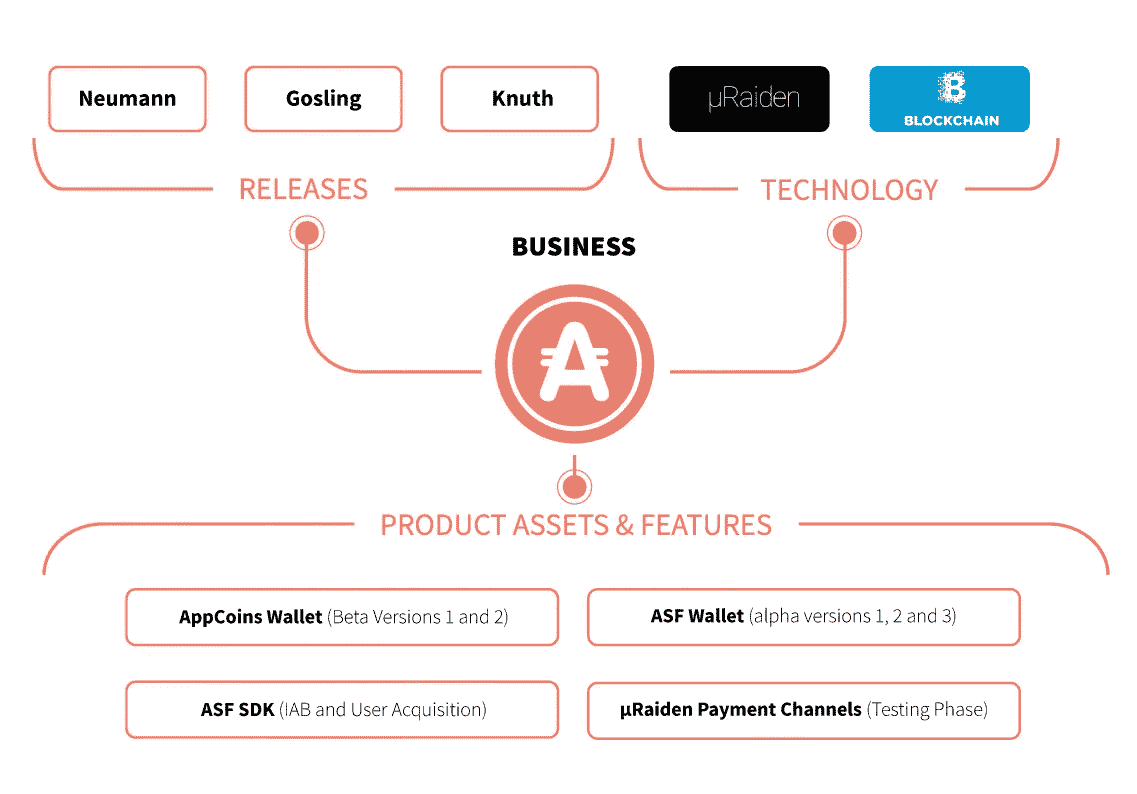 Neumann
Gosling
Knuth
µRaiden
BLOCKCHAIN
RELEASES
TECHNOLOGY
BUSINESS
PRODUCT ASSETS & FEATURES
AppCoins Wallet (Beta Versions 1 and 2)
ASF Wallet (alpha versions 1, 2 and 3)
ASF SDK (IAB and User Acquisition)
µRaiden Payment Channels (Testing Phase)